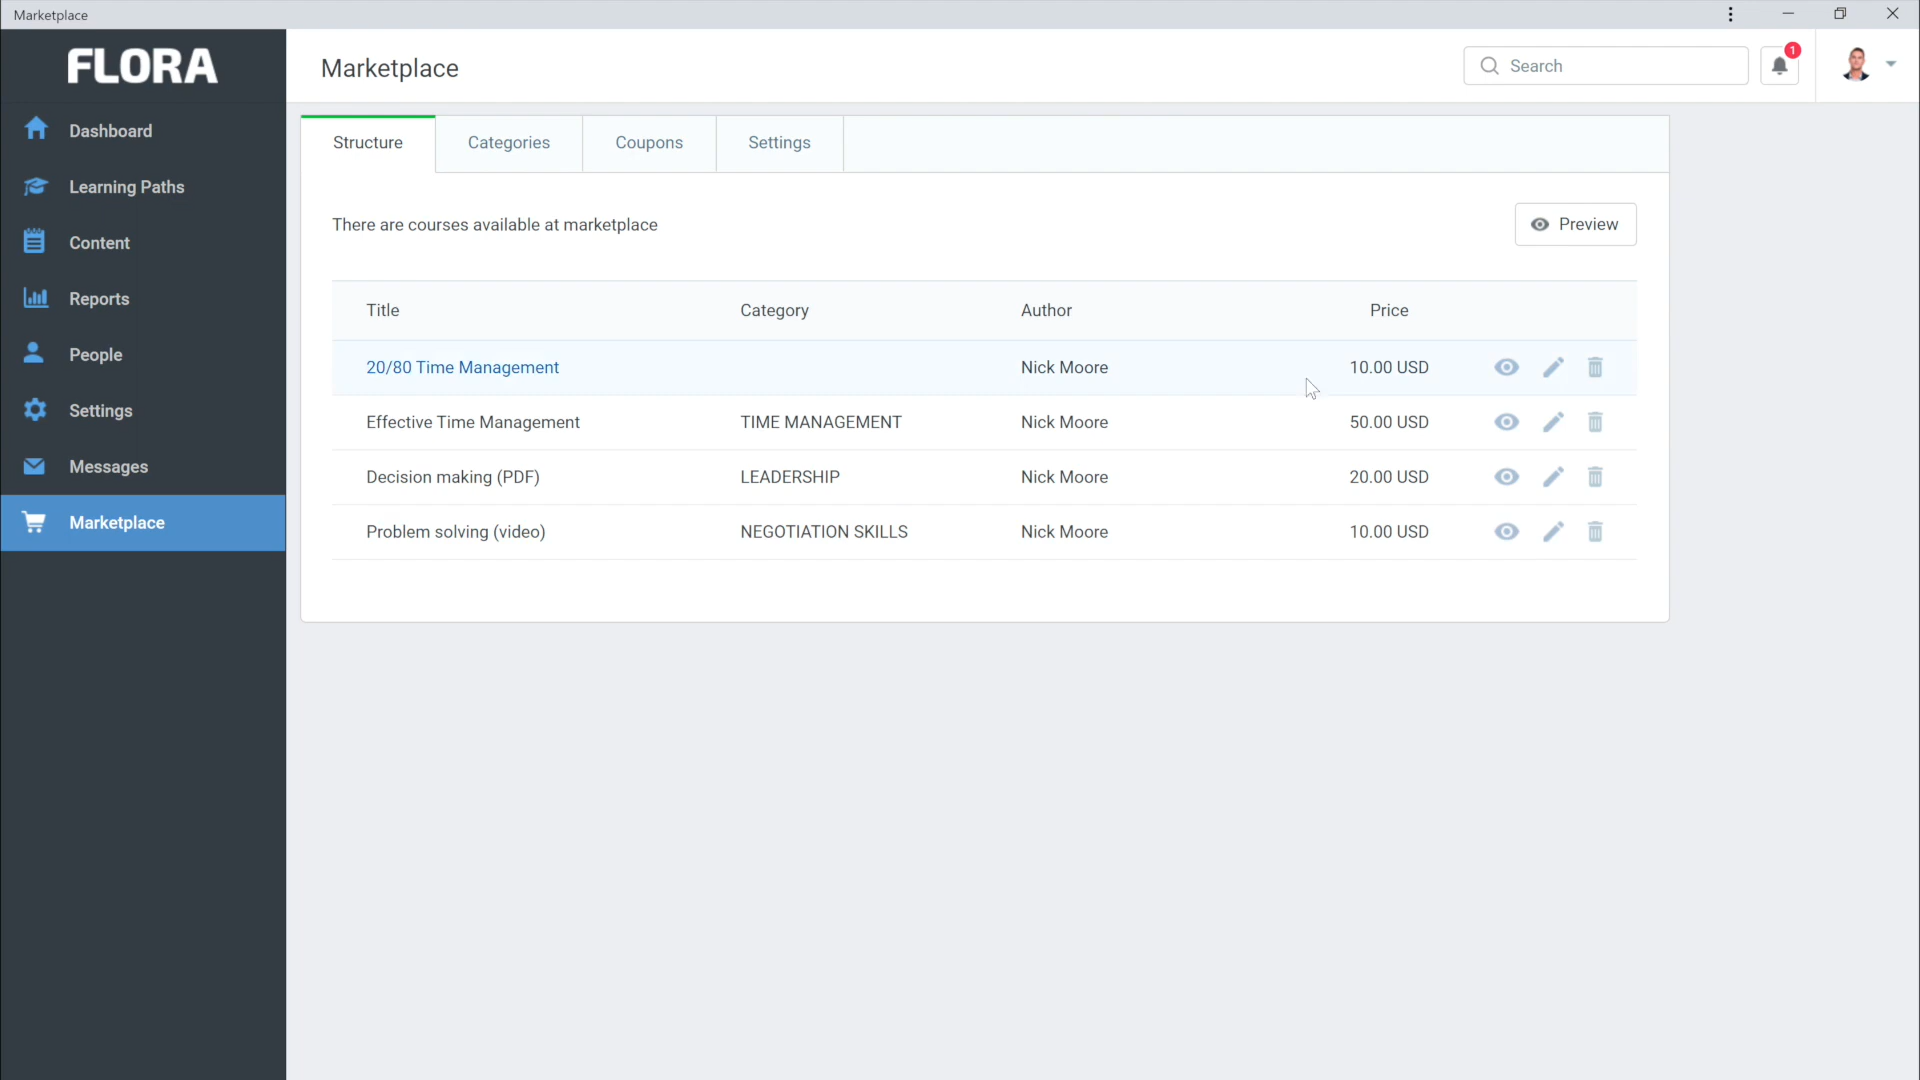 Marketplace
FLORA
Marketplace
Search
1
Dashboard
Learning Paths
Content
Reports
People
Settings
Messages
Marketplace
Structure Categories Coupons Settings
There are courses available at marketplace
Preview
Title Category Author Price
20/80 Time Management Nick Moore 10.00 USD
Effective Time Management TIME MANAGEMENT Nick Moore 50.00 USD
Decision making (PDF) LEADERSHIP Nick Moore 20.00 USD
Problem solving (video) NEGOTIATION SKILLS Nick Moore 10.00 USD